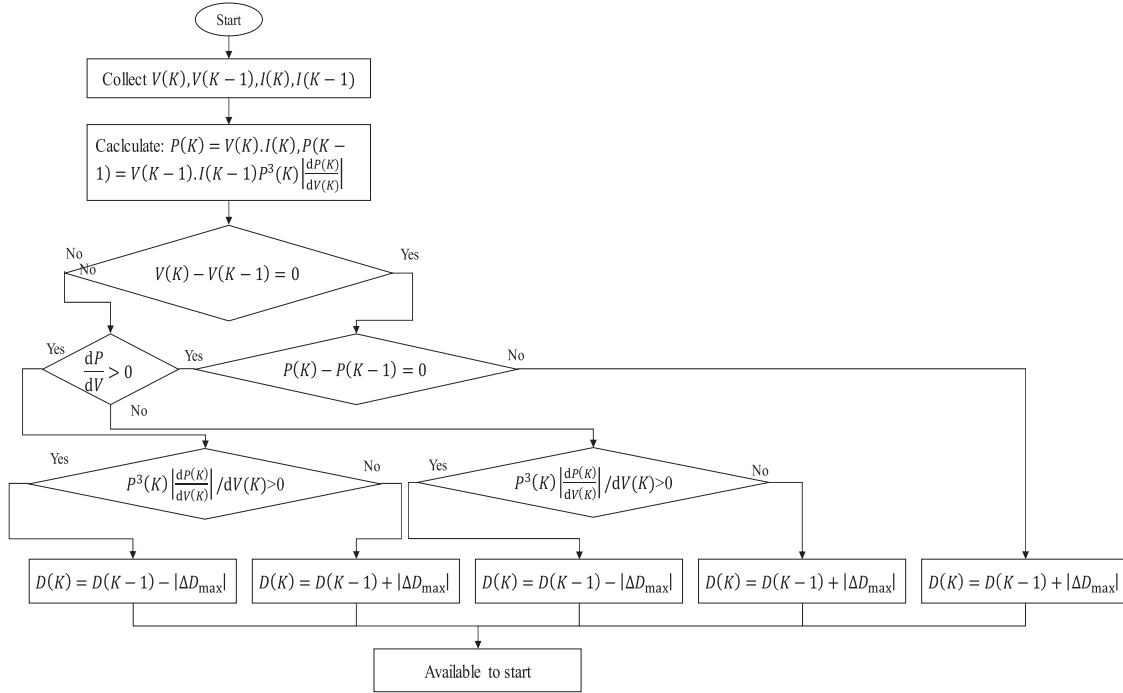 Start
Collect V(K),V(K − 1),I(K),I(K − 1)
Caclculate: P(K) = V(K).I(K),P(K −
1) = V(K−1).I(K−1)P³(K)|dP(K)/dV(K)|
No
No
Yes
V(K) − V(K − 1) = 0
Yes
dP/dV > 0
No
Yes
P(K) − P(K − 1) = 0
No
Yes
P³(K)|dP(K)/dV(K)| /dV(K)>0
No
Yes
P³(K)|dP(K)/dV(K)| /dV(K)>0
No
D(K) = D(K−1) − |ΔD_max|
D(K) = D(K−1) + |ΔD_max|
D(K) = D(K−1) − |ΔD_max|
D(K) = D(K−1) + |ΔD_max|
D(K) = D(K−1) + |ΔD_max|
Available to start